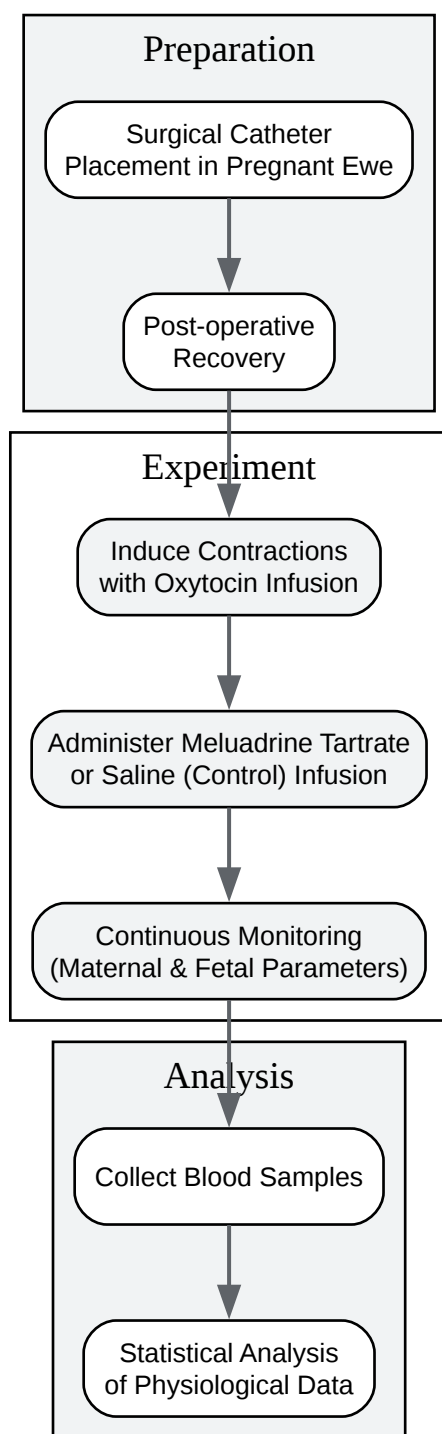 Preparation
Surgical Catheter
Placement in Pregnant Ewe
Post-operative
Recovery
Experiment
Induce Contractions
with Oxytocin Infusion
Administer Meluadrine Tartrate
or Saline (Control) Infusion
Continuous Monitoring
(Maternal & Fetal Parameters)
Analysis
Collect Blood Samples
Statistical Analysis
of Physiological Data